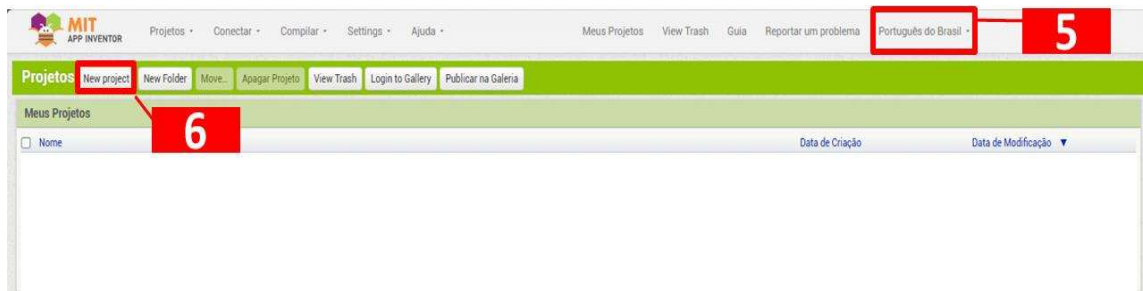 MIT
APP INVENTOR
Projetos Conectar Compilar Settings Ajuda Meus Projetos View Trash Guia Reportar um problema Português do Brasil
5
Projetos New project New Folder Move... Apagar Projeto View Trash Login to Gallery Publicar na Galeria
Meus Projetos
6
Nome Data de Criação Data de Modificação ▼